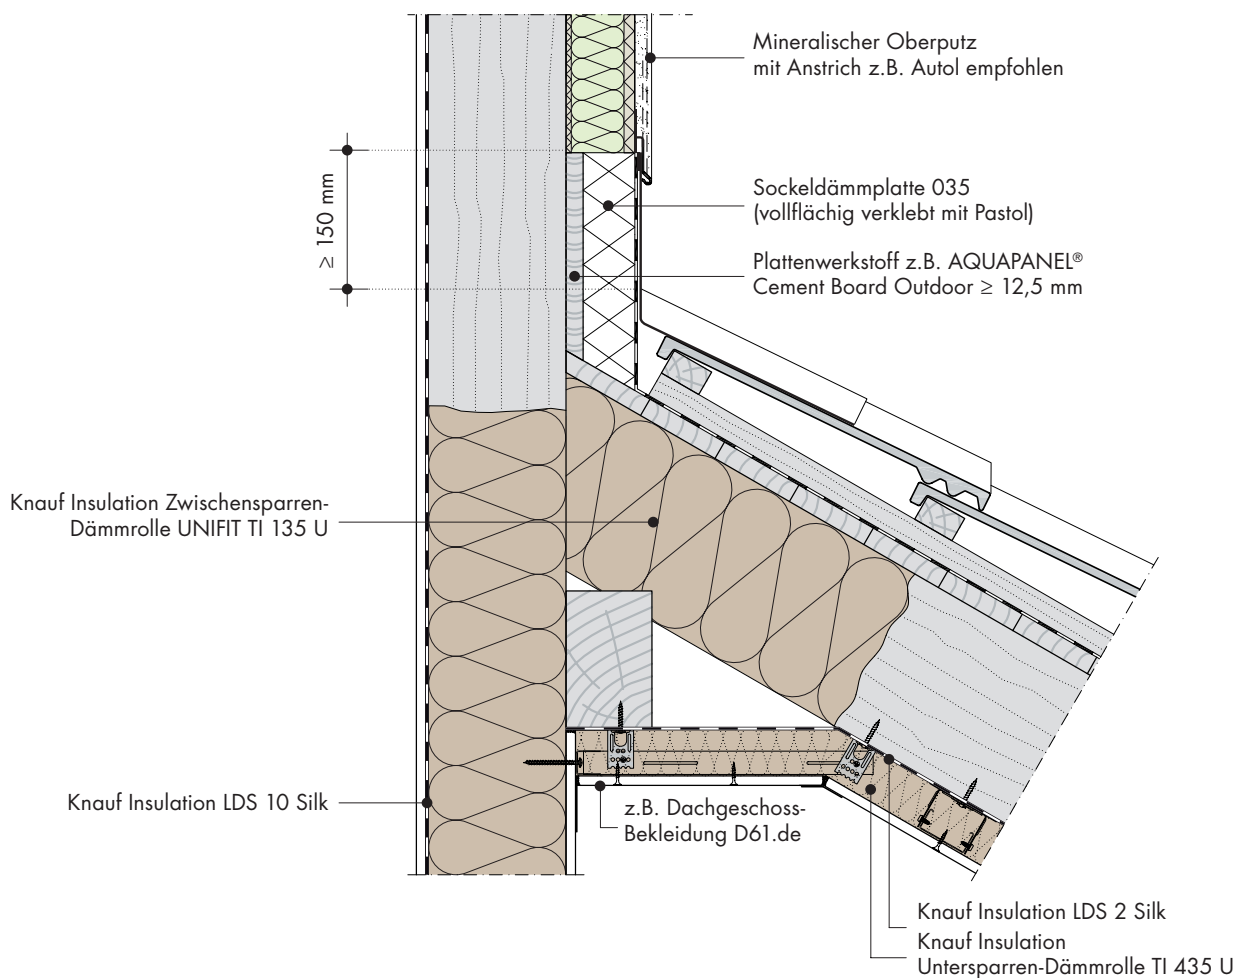 Mineralischer Oberputz
mit Anstrich z.B. Autol empfohlen
≥ 150 mm
Sockeldämmplatte 035
(vollflächig verklebt mit Pastol)
Plattenwerkstoff z.B. AQUAPANEL®
Cement Board Outdoor ≥ 12,5 mm
Knauf Insulation Zwischensparren-
Dämmrolle UNIFIT TI 135 U
Knauf Insulation LDS 10 Silk
z.B. Dachgeschoss-
Bekleidung D61.de
Knauf Insulation LDS 2 Silk
Knauf Insulation
Untersparren-Dämmrolle TI 435 U